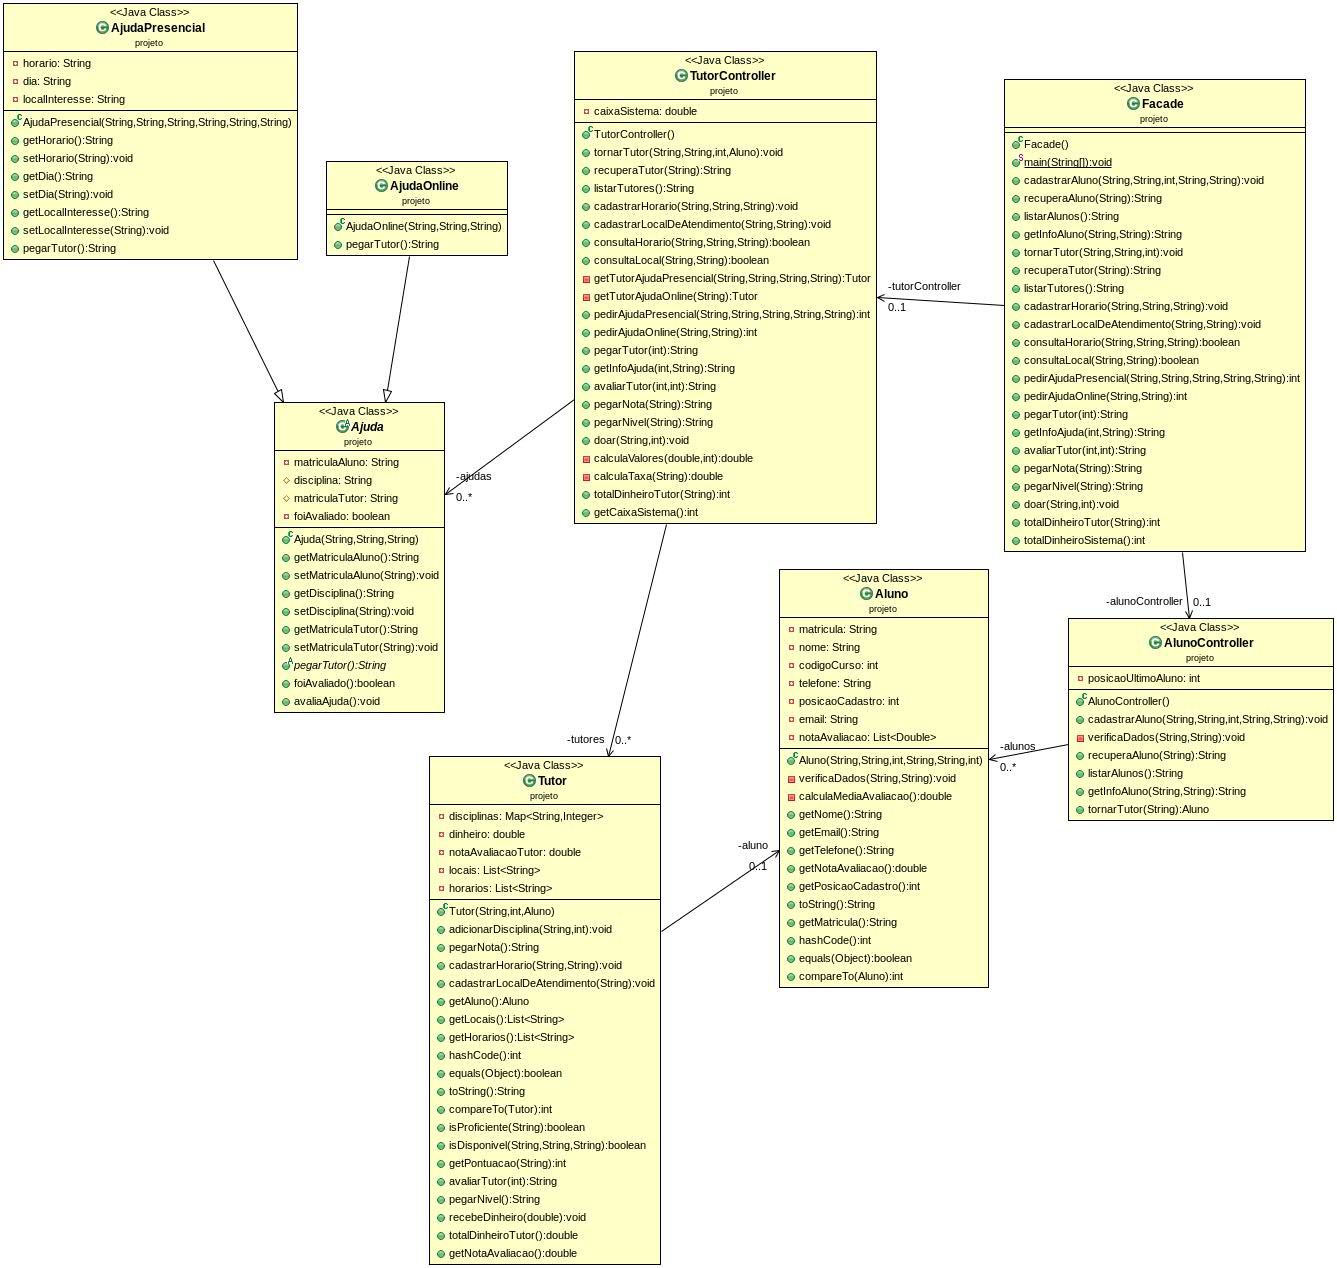 <<Java Class>>
AjudaPresencial
projeto
horario: String
dia: String
localInteresse: String
AjudaPresencial(String,String,String,String,String,String)
getHorario():String
setHorario(String):void
getDia():String
setDia(String):void
getLocalInteresse():String
setLocalInteresse(String):void
pegarTutor():String
<<Java Class>>
AjudaOnline
projeto
AjudaOnline(String,String,String)
pegarTutor():String
<<Java Class>>
TutorController
projeto
caixaSistema: double
TutorController()
tornarTutor(String,String,int,Aluno):void
recuperaTutor(String):String
listarTutores():String
cadastrarHorario(String,String,String):void
cadastrarLocalDeAtendimento(String,String):void
consultaHorario(String,String,String):boolean
consultaLocal(String,String):boolean
getTutorAjudaPresencial(String,String,String,String):Tutor
getTutorAjudaOnline(String):Tutor
pedirAjudaPresencial(String,String,String,String,String):int
pedirAjudaOnline(String,String):int
pegarTutor(int):String
getInfoAjuda(int,String):String
avaliarTutor(int,int):String
pegarNota(String):String
pegarNivel(String):String
doar(String,int):void
calculaValores(double,int):double
calculaTaxa(String):double
totalDinheiroTutor(String):int
getCaixaSistema():int
-tutorController
0..1
<<Java Class>>
Facade
projeto
Facade()
main(String[]):void
cadastrarAluno(String,String,int,String,String):void
recuperaAluno(String):String
listarAlunos():String
getInfoAluno(String,String):String
tornarTutor(String,String,int):void
recuperaTutor(String):String
listarTutores():String
cadastrarHorario(String,String,String):void
cadastrarLocalDeAtendimento(String,String):void
consultaHorario(String,String,String):boolean
consultaLocal(String,String):boolean
pedirAjudaPresencial(String,String,String,String,String):int
pedirAjudaOnline(String,String):int
pegarTutor(int):String
getInfoAjuda(int,String):String
avaliarTutor(int,int):String
pegarNota(String):String
pegarNivel(String):String
doar(String,int):void
totalDinheiroTutor(String):int
totalDinheiroSistema():int
<<Java Class>>
Ajuda
projeto
matriculaAluno: String
disciplina: String
matriculaTutor: String
foiAvaliado: boolean
Ajuda(String,String,String)
getMatriculaAluno():String
setMatriculaAluno(String):void
getDisciplina():String
setDisciplina(String):void
getMatriculaTutor():String
setMatriculaTutor(String):void
pegarTutor():String
foiAvaliado():boolean
avaliaAjuda():void
-ajudas
0..*
-tutores
0..*
<<Java Class>>
Tutor
projeto
disciplinas: Map<String,Integer>
dinheiro: double
notaAvaliacaoTutor: double
locais: List<String>
horarios: List<String>
Tutor(String,int,Aluno)
adicionarDisciplina(String,int):void
pegarNota():String
cadastrarHorario(String,String):void
cadastrarLocalDeAtendimento(String):void
getAluno():Aluno
getLocais():List<String>
getHorarios():List<String>
hashCode():int
equals(Object):boolean
toString():String
compareTo(Tutor):int
isProficiente(String):boolean
isDisponivel(String,String,String):boolean
getPontuacao(String):int
avaliarTutor(int):String
pegarNivel():String
recebeDinheiro(double):void
totalDinheiroTutor():double
getNotaAvaliacao():double
-aluno
0..1
<<Java Class>>
Aluno
projeto
matricula: String
nome: String
codigoCurso: int
telefone: String
posicaoCadastro: int
email: String
notaAvaliacao: List<Double>
Aluno(String,String,int,String,String,int)
verificaDados(String,String):void
calculaMediaAvaliacao():double
getNome():String
getEmail():String
getTelefone():String
getNotaAvaliacao():double
getPosicaoCadastro():int
toString():String
getMatricula():String
hashCode():int
equals(Object):boolean
compareTo(Aluno):int
-alunos
0..*
-alunoController
0..1
<<Java Class>>
AlunoController
projeto
posicaoUltimoAluno: int
AlunoController()
cadastrarAluno(String,String,int,String,String):void
verificaDados(String,String):void
recuperaAluno(String):String
listarAlunos():String
getInfoAluno(String,String):String
tornarTutor(String):Aluno